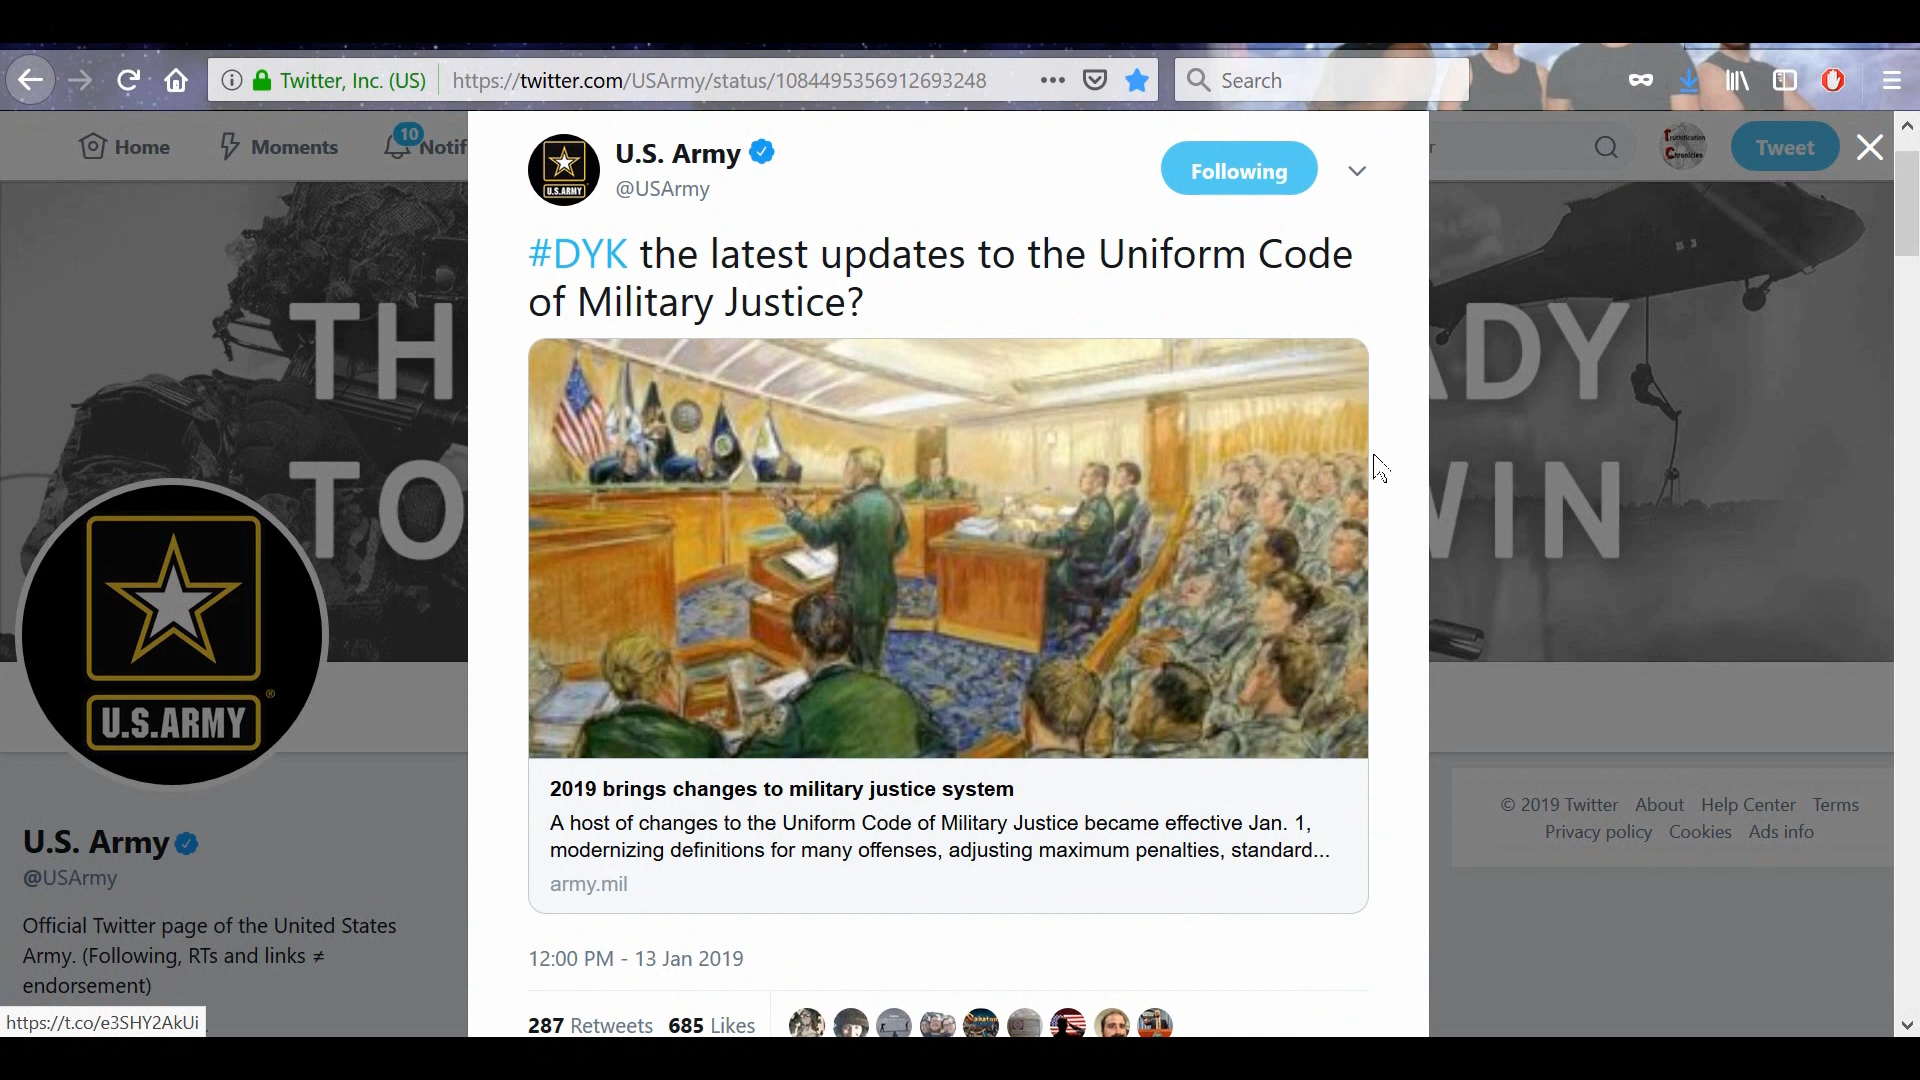 Twitter, Inc. (US) https://twitter.com/USArmy/status/1084495356912693248 Search
Home Moments 10 Notif
Truthification
Chronicles
Tweet
U.S. Army
@USArmy
Following
#DYK the latest updates to the Uniform Code
of Military Justice?
TH ADY
TO WIN
2019 brings changes to military justice system
A host of changes to the Uniform Code of Military Justice became effective Jan. 1,
modernizing definitions for many offenses, adjusting maximum penalties, standard...
army.mil
12:00 PM - 13 Jan 2019
287 Retweets 685 Likes
U.S.ARMY
U.S.ARMY ®
U.S. Army
@USArmy
Official Twitter page of the United States
Army. (Following, RTs and links ≠
endorsement)
https://t.co/e3SHY2AkUi
© 2019 Twitter About Help Center Terms
Privacy policy Cookies Ads info